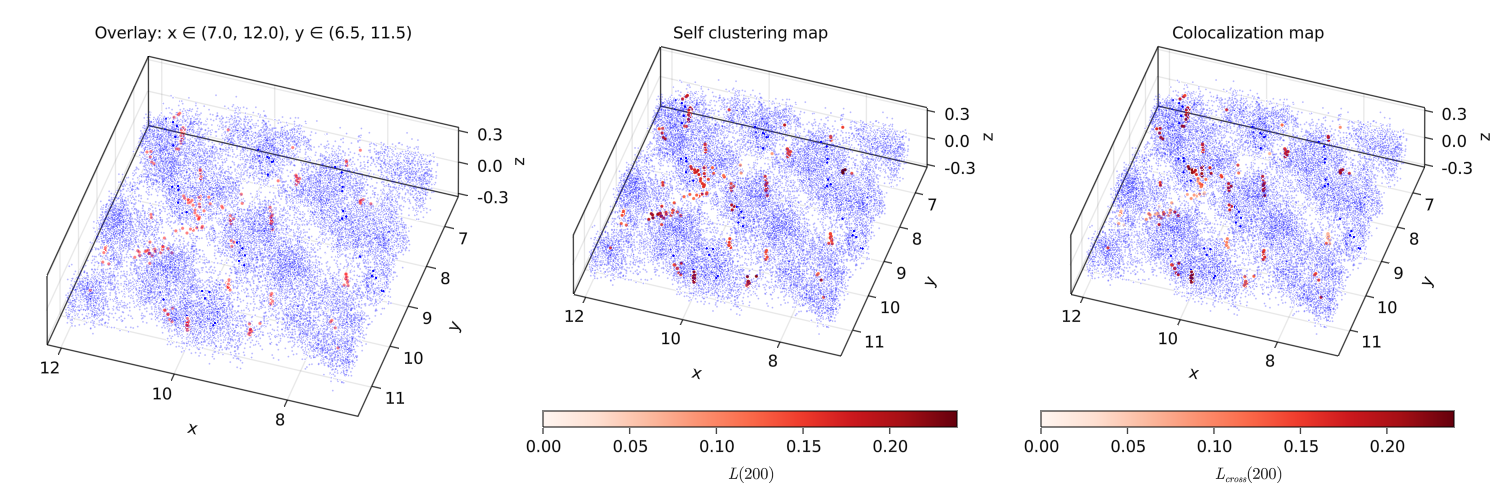 Overlay: x ∈ (7.0, 12.0), y ∈ (6.5, 11.5)
0.3
0.0
-0.3
z
7
8
9
10
11
y
12
10
8
x
Self clustering map
0.3
0.0
-0.3
z
7
8
9
10
11
y
12
10
8
x
0.00 0.05 0.10 0.15 0.20
L(200)
Colocalization map
0.3
0.0
-0.3
z
7
8
9
10
11
y
12
10
8
x
0.00 0.05 0.10 0.15 0.20
L_cross(200)